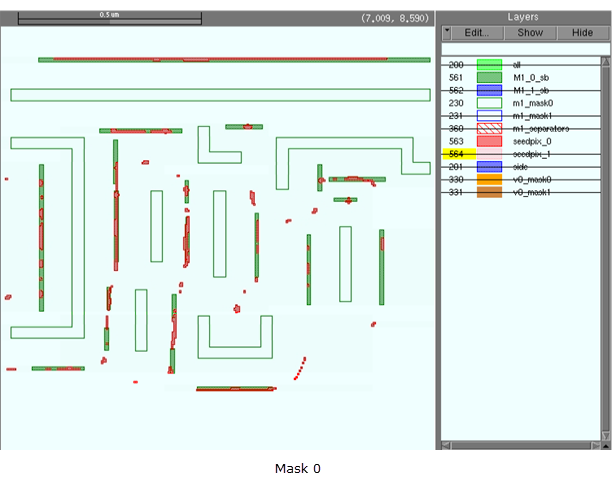 0.5 um
(7.009, 8.590)
Layers
Edit... Show Hide
200 all
561 M1_0_sb
562 M1_1_sb
230 m1_mask0
231 m1_mask1
360 m1_separators
563 seedpix_0
564 seedpix_1
201 side
330 v0_mask0
331 v0_mask1
Mask 0